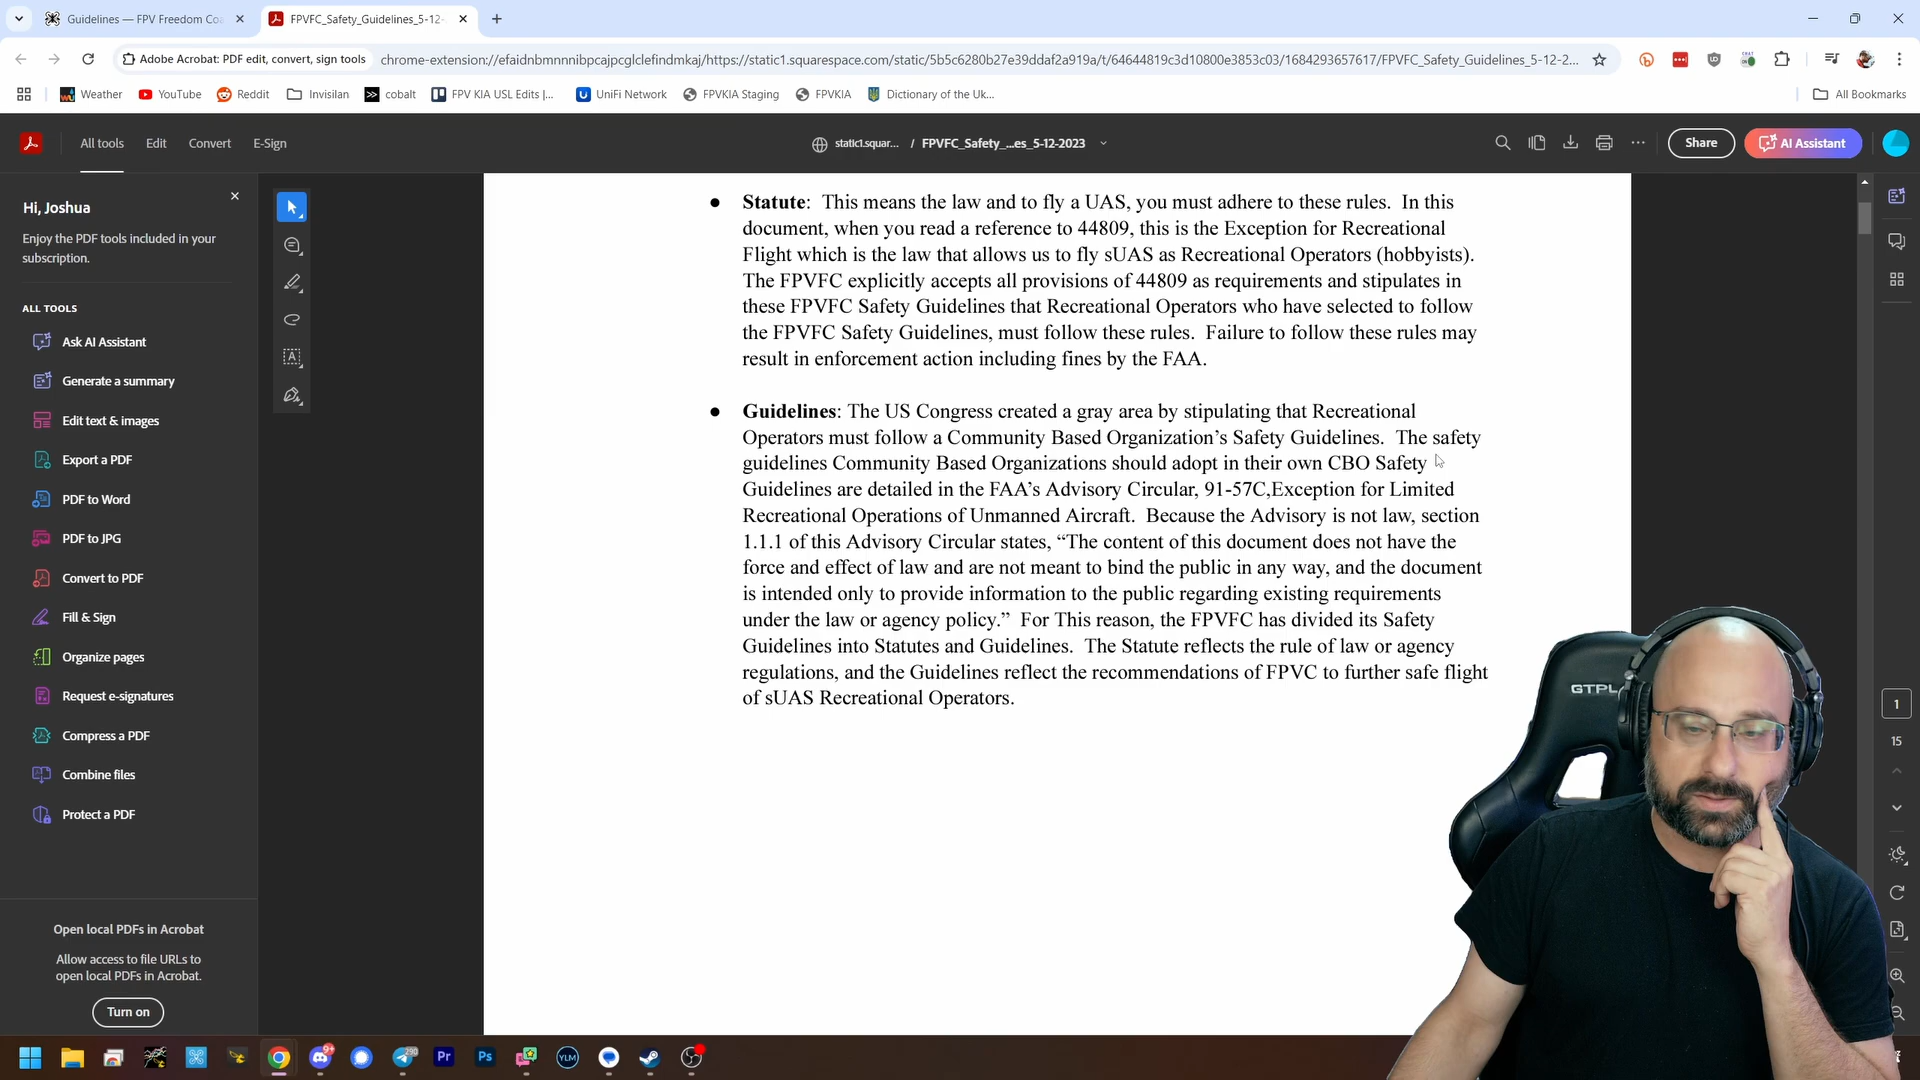 Guidelines — FPV Freedom Co
FPVFC_Safety_Guidelines_5-12-
Adobe Acrobat: PDF edit, convert, sign tools
chrome-extension://efaidnbmnnnibpcajpcglclefindmkaj/https://static1.squarespace.com/static/5b5c6280b27e39ddaf2a919a/t/64644819c3d10800e3853c03/1684293657617/FPVFC_Safety_Guidelines_5-12-2...
Weather
YouTube
Reddit
Invisilan
cobalt
FPV KIA USL Edits |...
UniFi Network
FPVKIA Staging
FPVKIA
Dictionary of the Uk...
All Bookmarks
All tools
Edit
Convert
E-Sign
static1.squar... / FPVFC_Safety_...es_5-12-2023
Share
AI Assistant
Hi, Joshua
Enjoy the PDF tools included in your
subscription.
ALL TOOLS
Ask AI Assistant
Generate a summary
Edit text & images
Export a PDF
PDF to Word
PDF to JPG
Convert to PDF
Fill & Sign
Organize pages
Request e-signatures
Compress a PDF
Combine files
Protect a PDF
Open local PDFs in Acrobat
Allow access to file URLs to
open local PDFs in Acrobat.
Turn on
● Statute: This means the law and to fly a UAS, you must adhere to these rules. In this
document, when you read a reference to 44809, this is the Exception for Recreational
Flight which is the law that allows us to fly sUAS as Recreational Operators (hobbyists).
The FPVFC explicitly accepts all provisions of 44809 as requirements and stipulates in
these FPVFC Safety Guidelines that Recreational Operators who have selected to follow
the FPVFC Safety Guidelines, must follow these rules. Failure to follow these rules may
result in enforcement action including fines by the FAA.
● Guidelines: The US Congress created a gray area by stipulating that Recreational
Operators must follow a Community Based Organization’s Safety Guidelines. The safety
guidelines Community Based Organizations should adopt in their own CBO Safety
Guidelines are detailed in the FAA’s Advisory Circular, 91-57C,Exception for Limited
Recreational Operations of Unmanned Aircraft. Because the Advisory is not law, section
1.1.1 of this Advisory Circular states, “The content of this document does not have the
force and effect of law and are not meant to bind the public in any way, and the document
is intended only to provide information to the public regarding existing requirements
under the law or agency policy.” For This reason, the FPVFC has divided its Safety
Guidelines into Statutes and Guidelines. The Statute reflects the rule of law or agency
regulations, and the Guidelines reflect the recommendations of FPVC to further safe flight
of sUAS Recreational Operators.
GTPL
1
15
9+
290
Pr
Ps
YLM